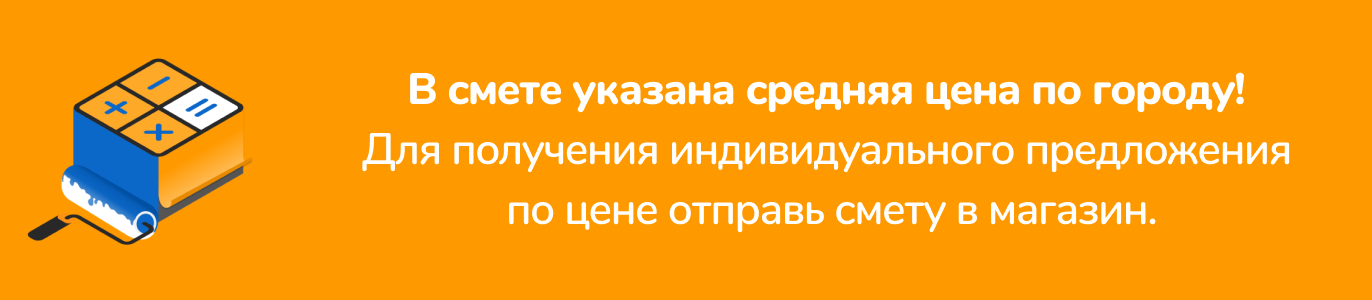 В смете указана средняя цена по городу!
Для получения индивидуального предложения
по цене отправь смету в магазин.